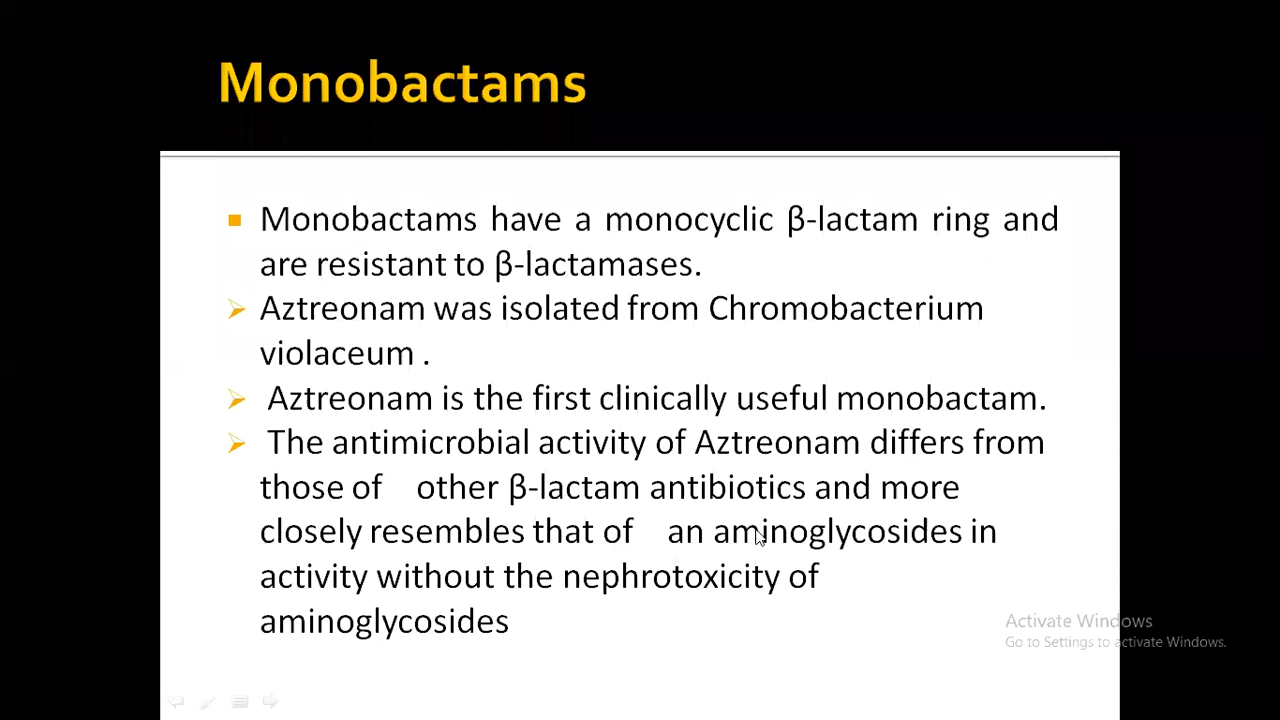 Monobactams
Monobactams have a monocyclic β-lactam ring and
are resistant to β-lactamases.
Aztreonam was isolated from Chromobacterium
violaceum .
Aztreonam is the first clinically useful monobactam.
The antimicrobial activity of Aztreonam differs from
those of other β-lactam antibiotics and more
closely resembles that of an aminoglycosides in
activity without the nephrotoxicity of
aminoglycosides
Activate Windows
Go to Settings to activate Windows.